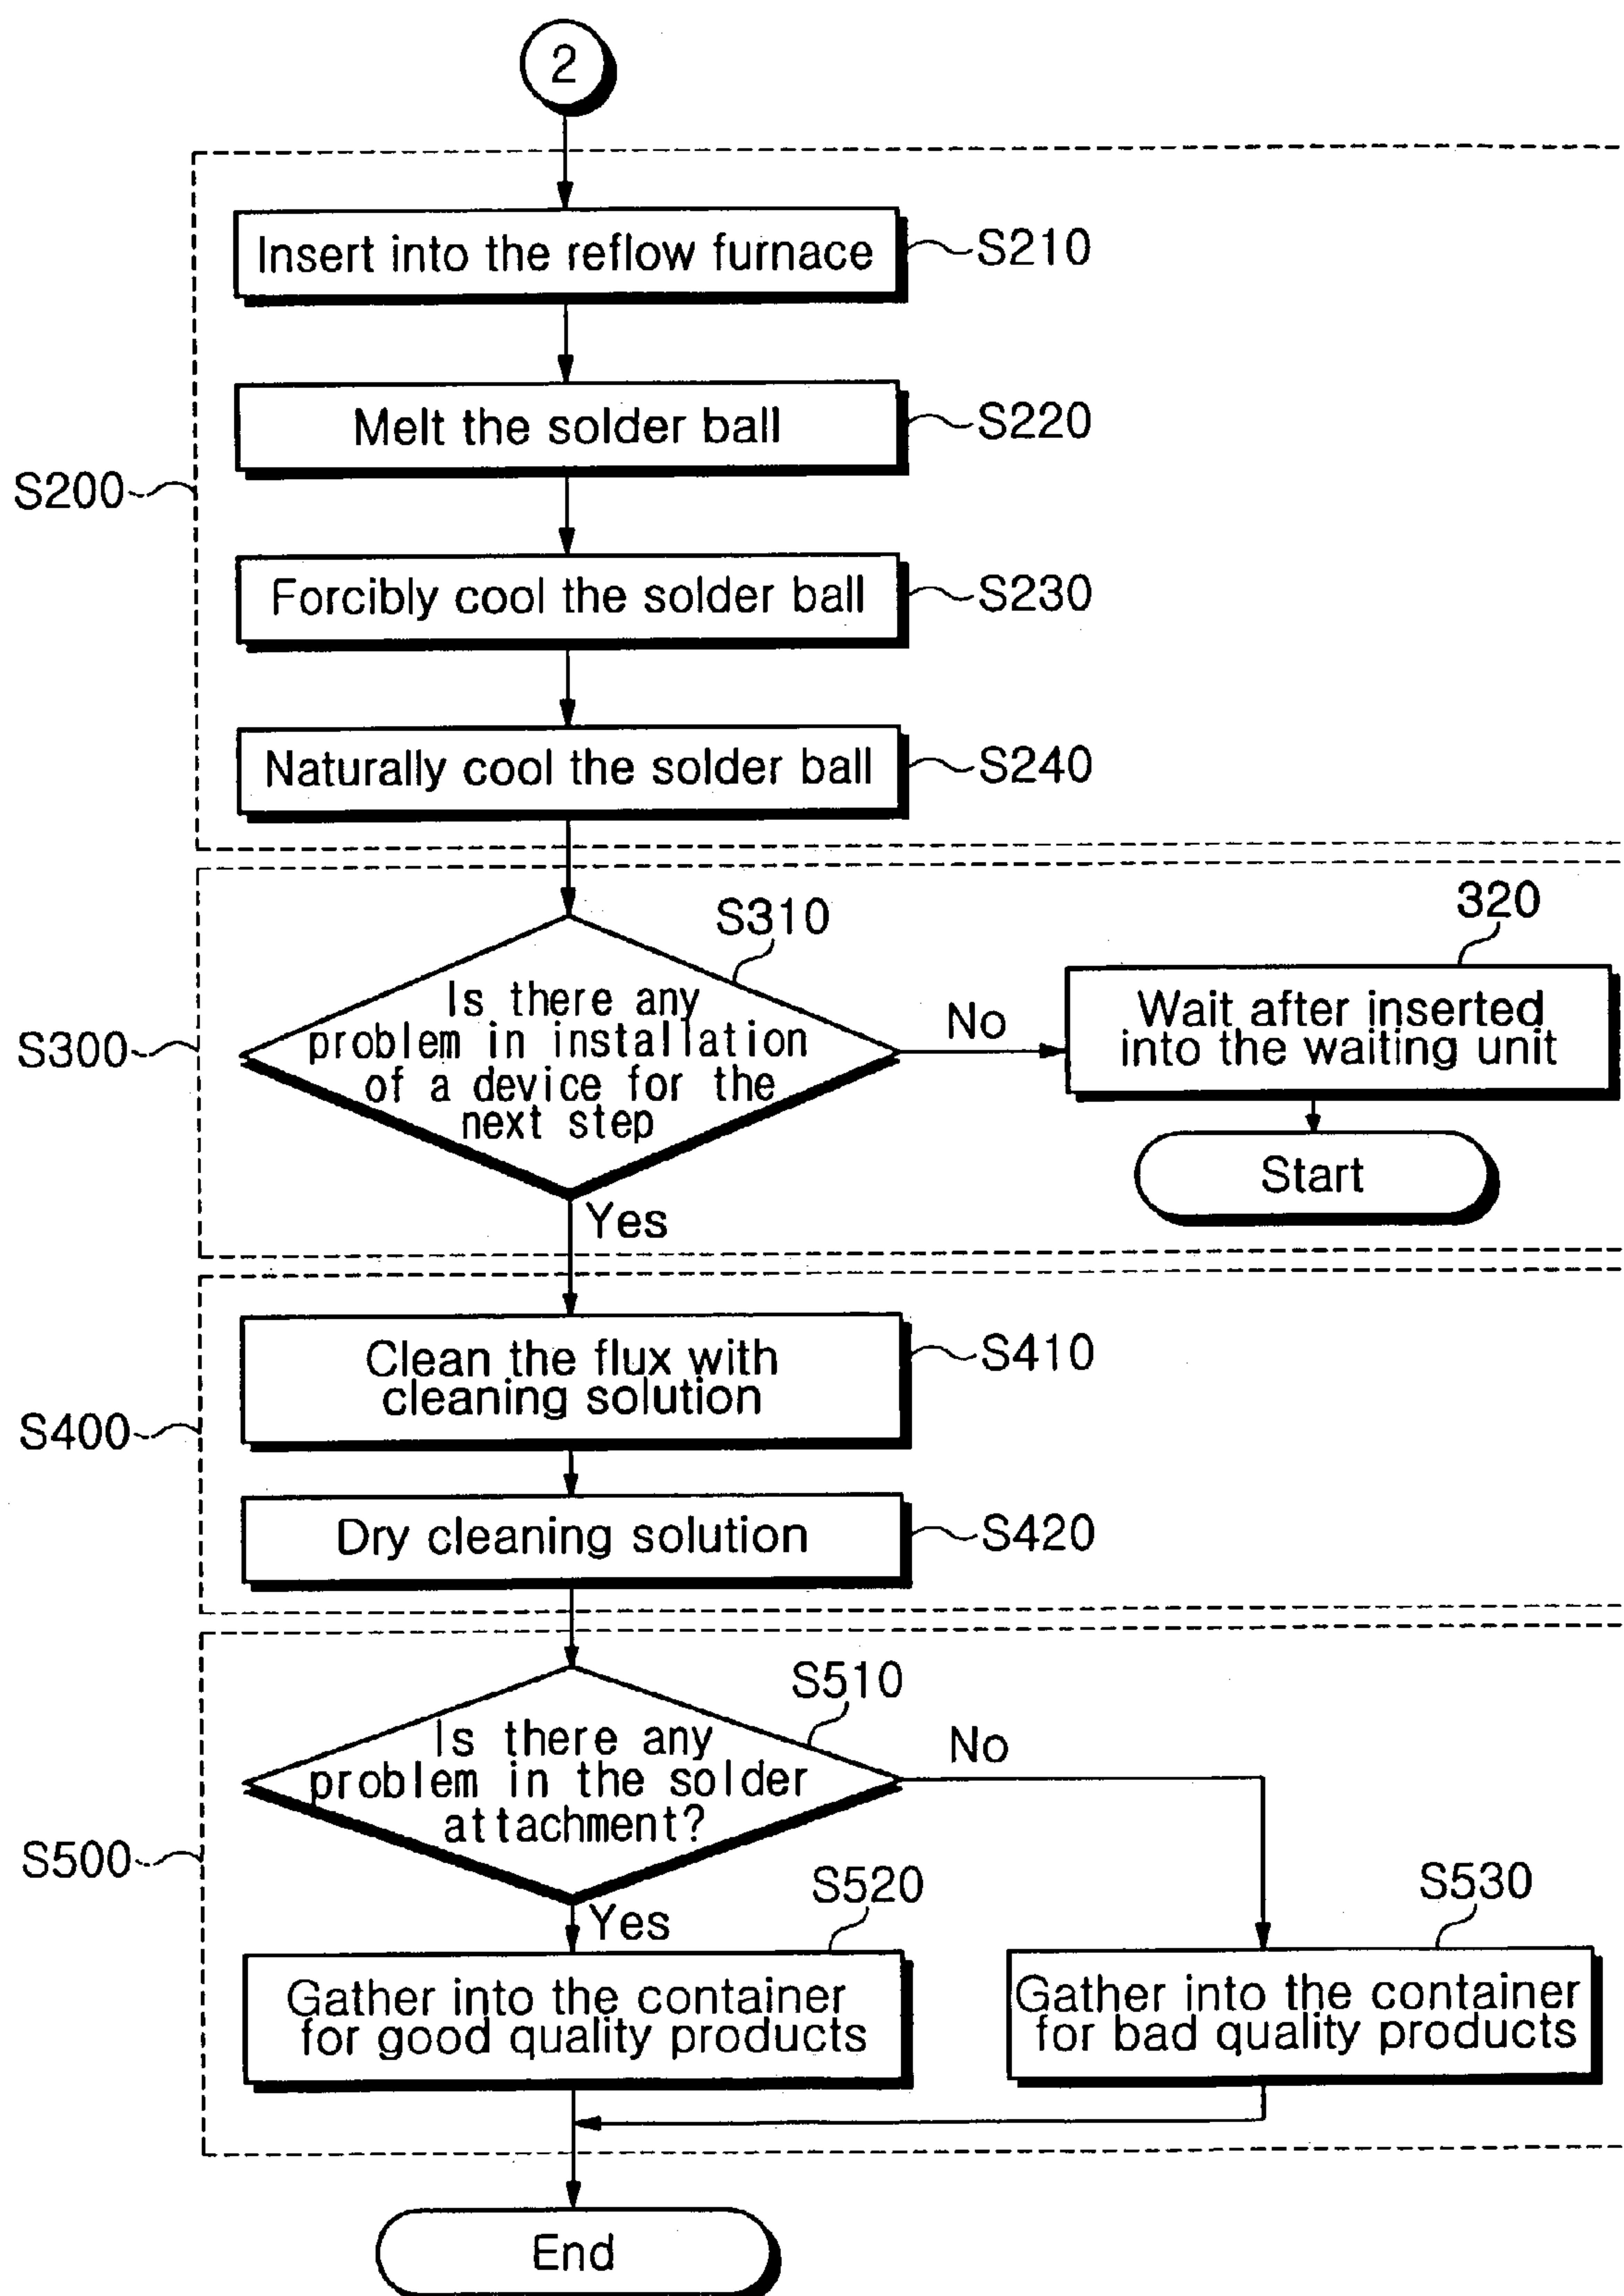 2
Insert into the reflow furnace
S210
Melt the solder ball
S220
S200
Forcibly cool the solder ball
S230
Naturally cool the solder ball
S240
S310
320
Is there any
problem in installation
of a device for the
next step
No
Wait after inserted
into the waiting unit
S300
Start
Yes
Clean the flux with
cleaning solution
S410
S400
Dry cleaning solution
S420
S510
Is there any
problem in the solder
attachment?
No
S500
S520
S530
Yes
Gather into the container
for good quality products
Gather into the container
for bad quality products
End